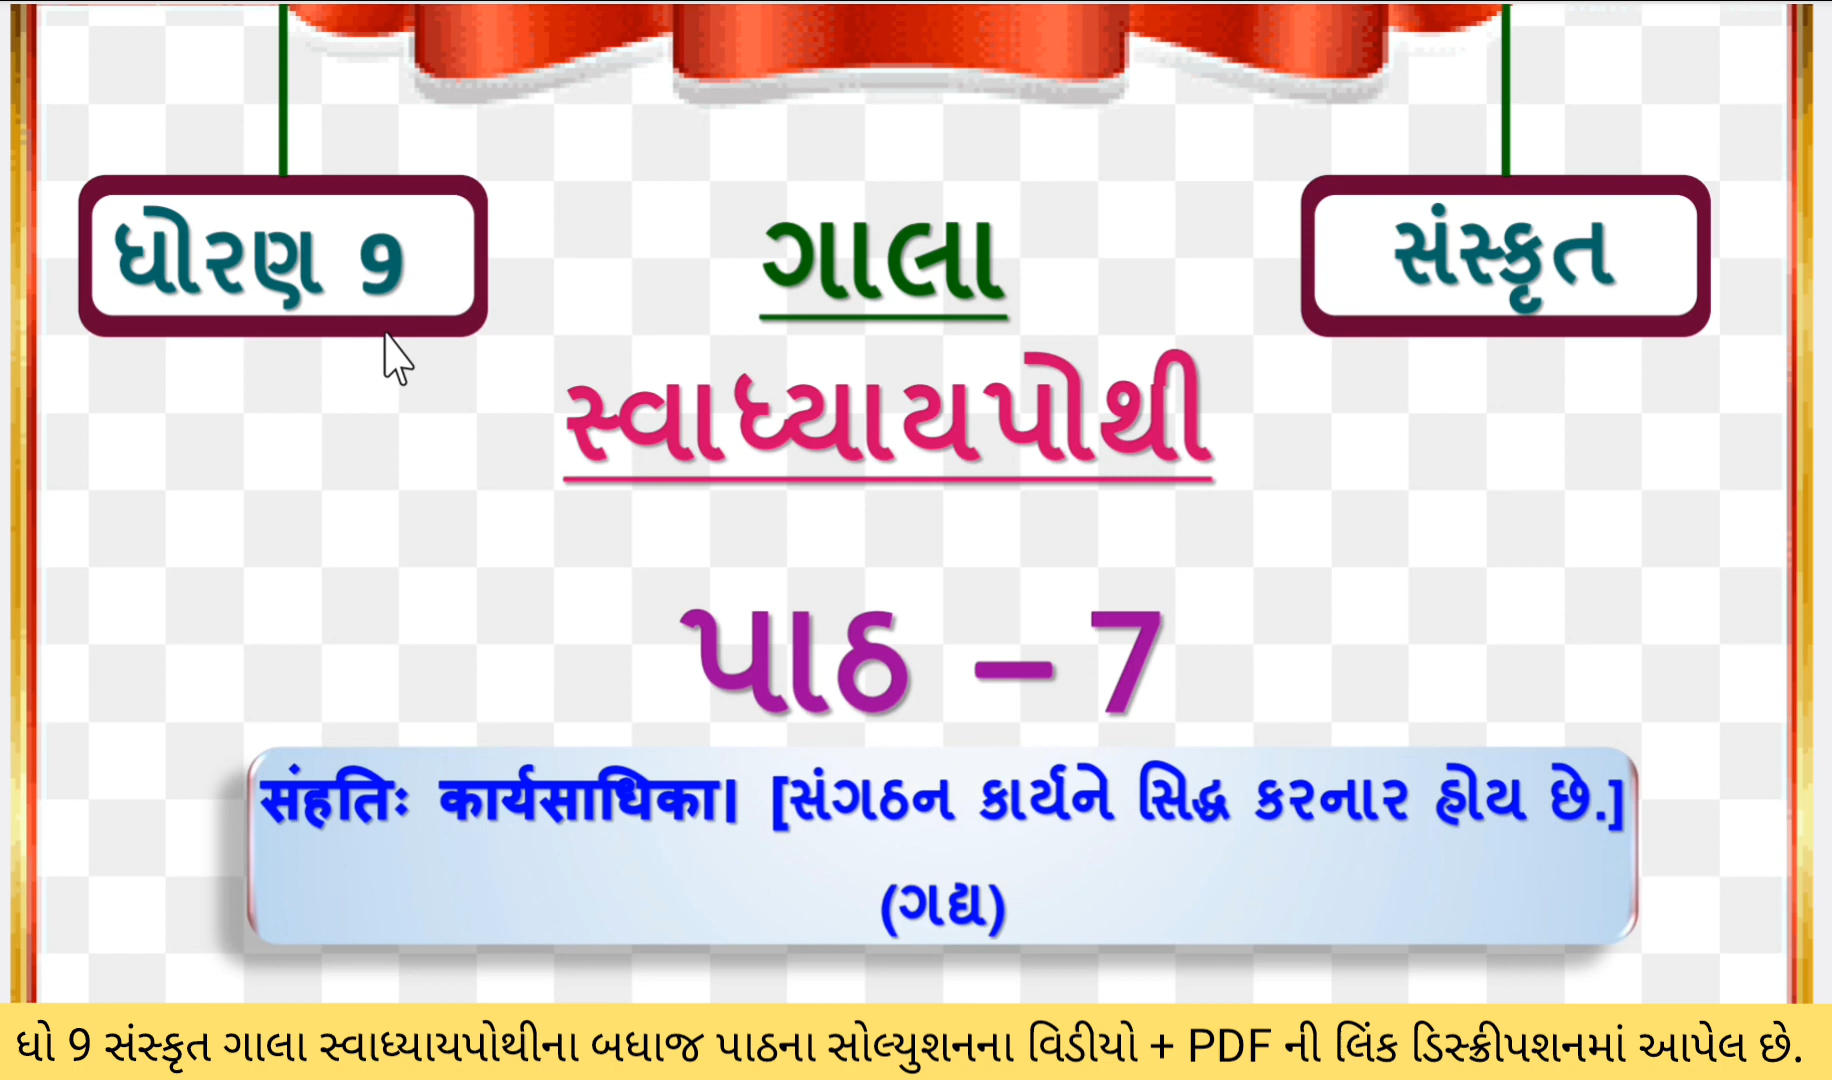 ધોરણ 9
ગાલા
સંસ્કૃત
સ્વાધ્યાયપોથી
પાઠ – 7
संहतिः कार्यसाधिका। [સંગઠન કાર્યને સિદ્ધ કરનાર હોય છે.]
(ગદ્ય)
ધો 9 સંસ્કૃત ગાલા સ્વાધ્યાયપોથીના બધાજ પાઠના સોલ્યુશનના વિડીયો + PDF ની લિંક ડિસ્ક્રીપશનમાં આપેલ છે.